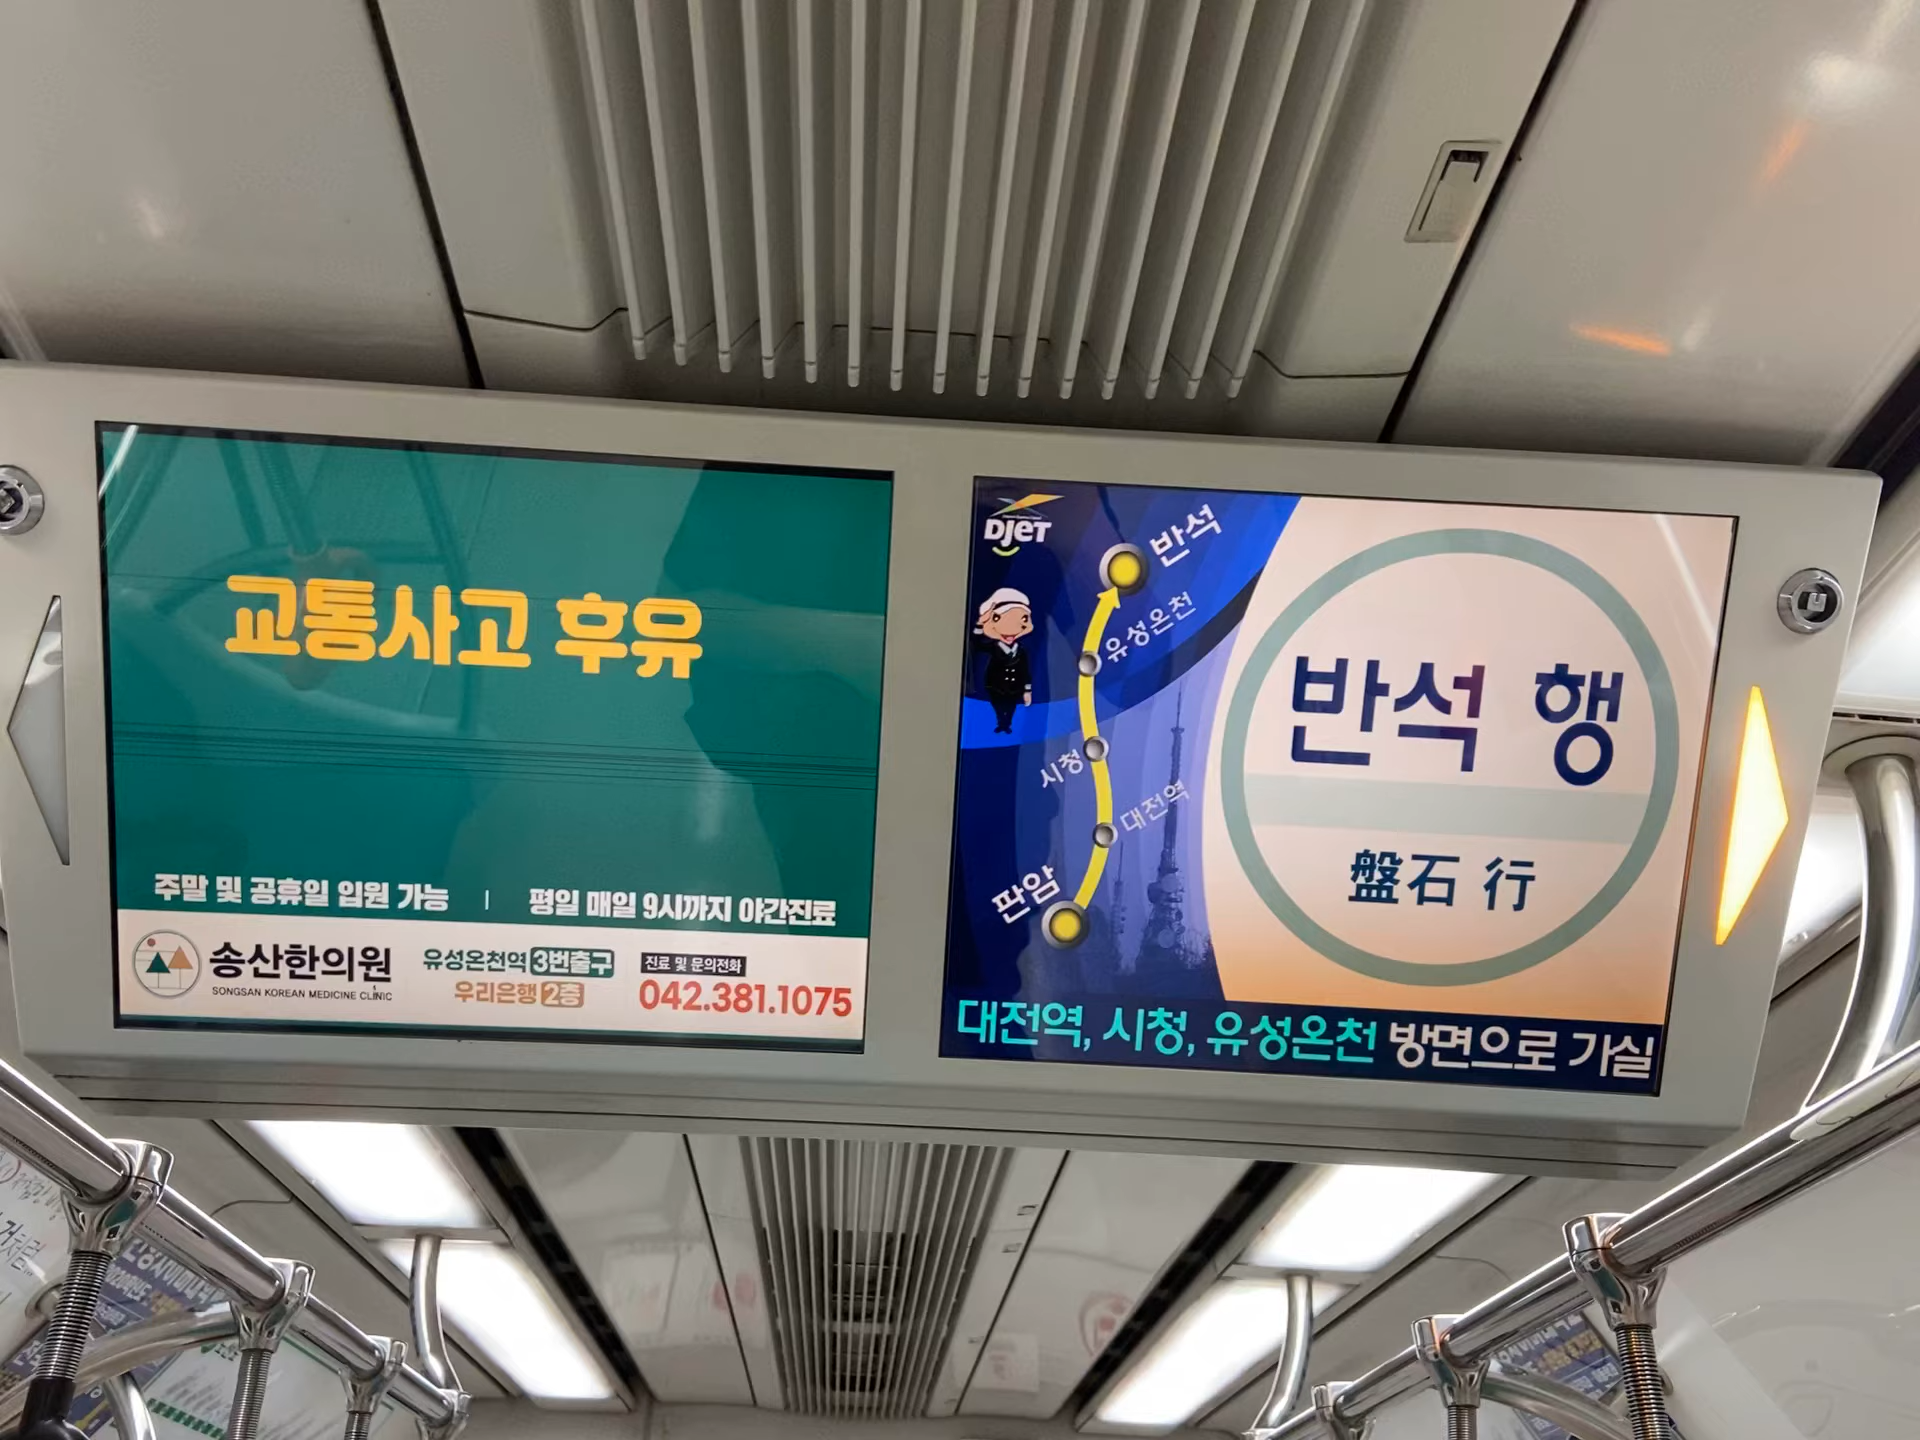 교통사고 후유
주말 및 공휴일 입원 가능 | 평일 매일 9시까지 야간진료
송산한의원
SONGSAN KOREAN MEDICINE CLINIC
유성온천역 3번출구
우리은행 2층
진료 및 문의전화
042.381.1075
DJeT
반석
유성온천
시청
대전역
판암
반석 행
盤石 行
대전역, 시청, 유성온천 방면으로 가실